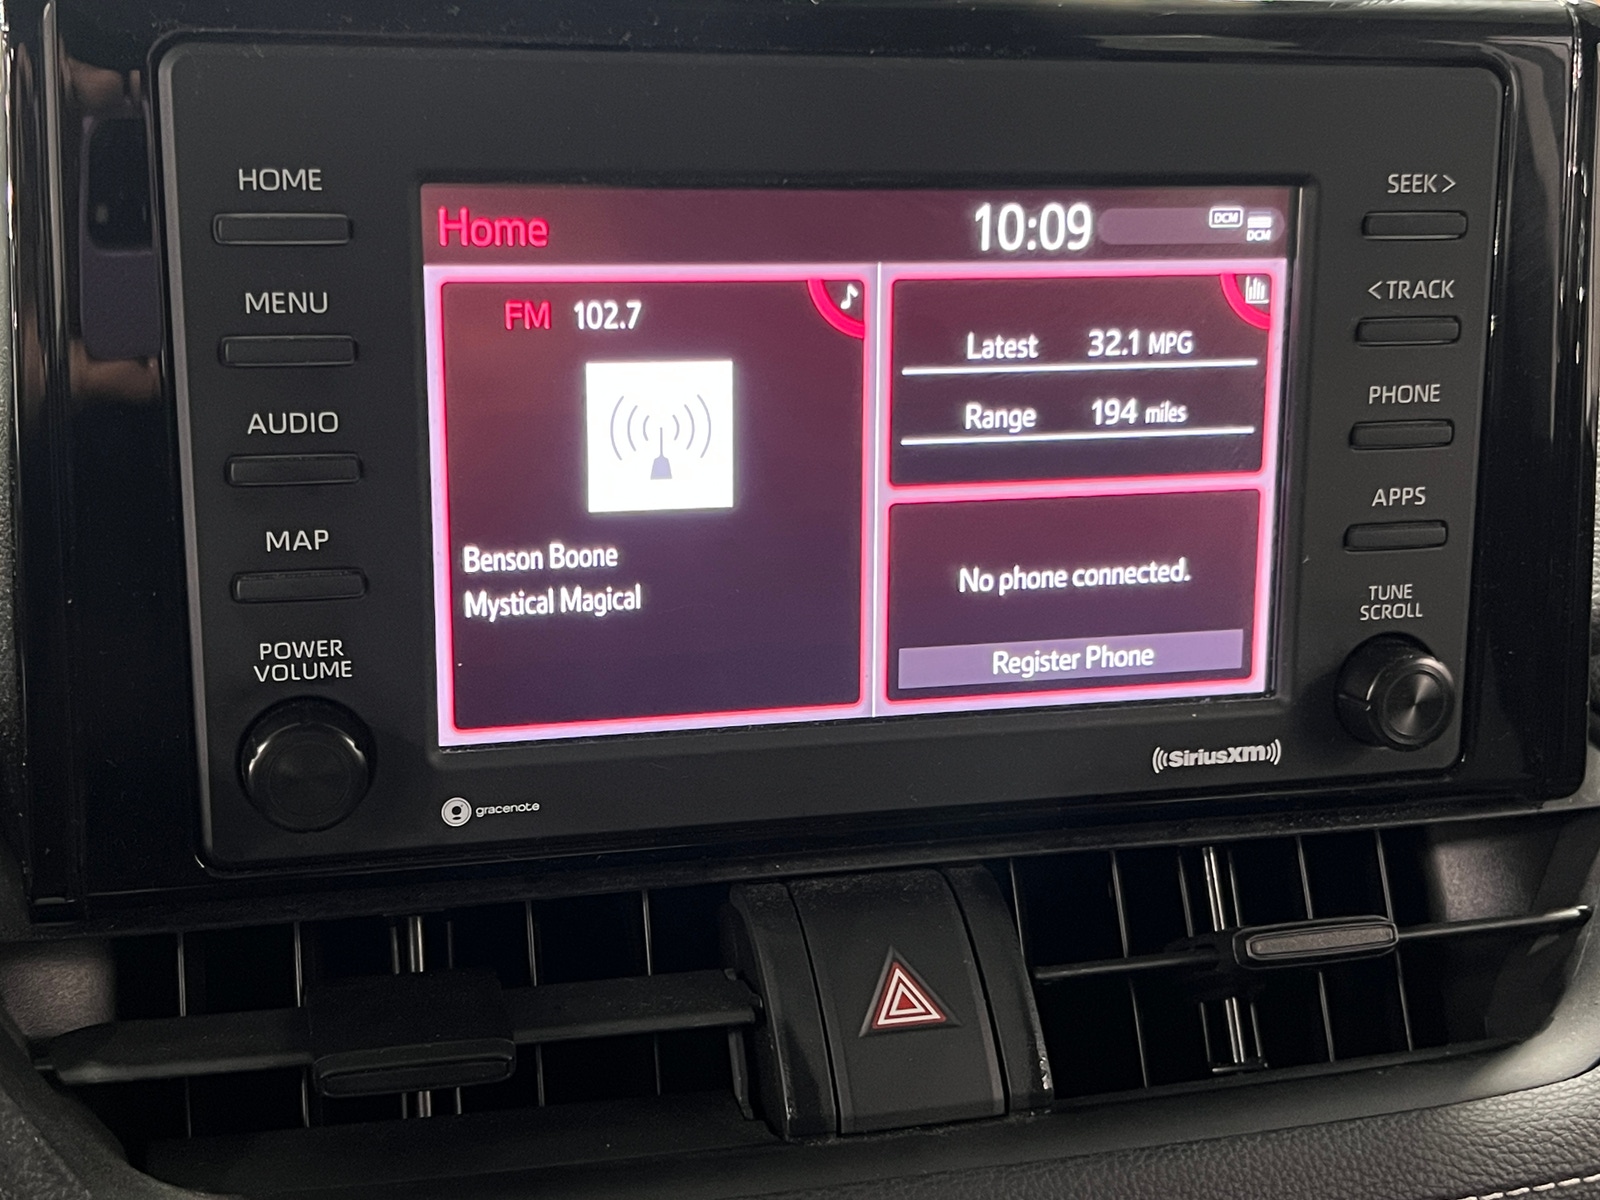 HOME
MENU
AUDIO
MAP
POWER
VOLUME
Home
10:09
DCM
DCM
FM 102.7
Benson Boone
Mystical Magical
Latest 32.1 MPG
Range 194 miles
No phone connected.
Register Phone
SEEK >
< TRACK
PHONE
APPS
TUNE
SCROLL
gracenote
SiriusXM